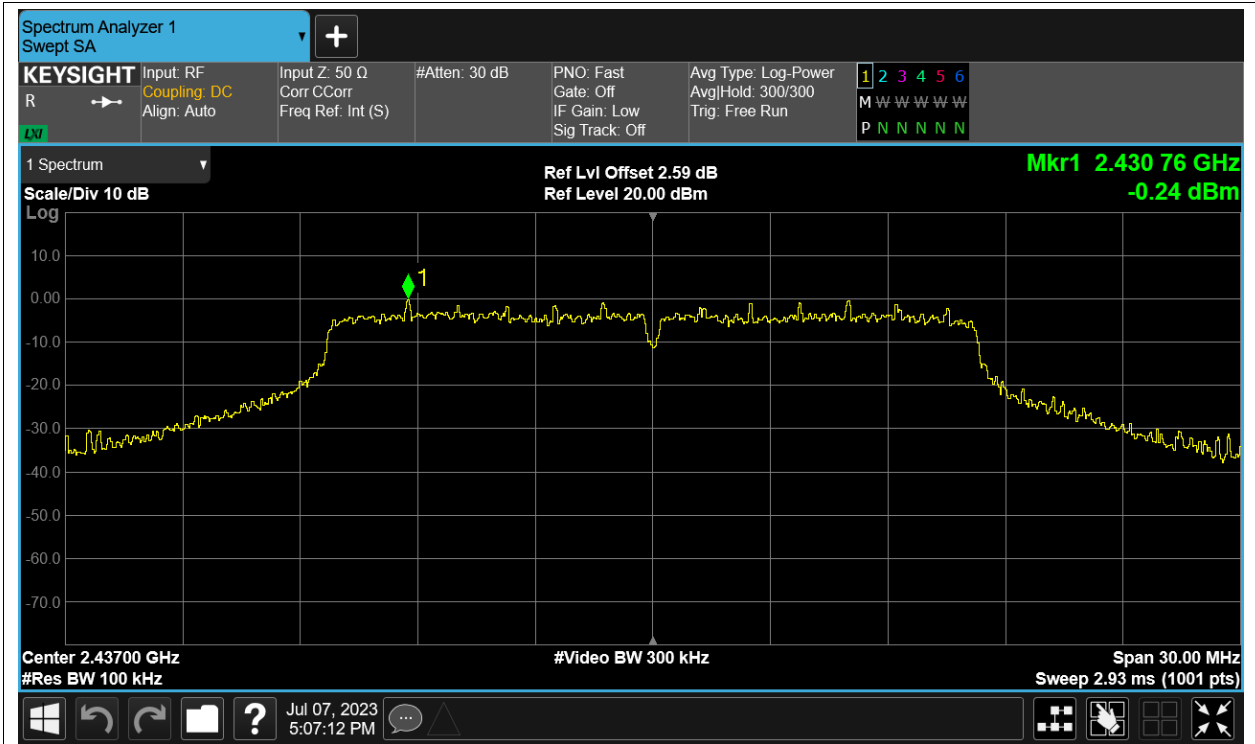 Spectrum Analyzer 1
Swept SA
KEYSIGHT
R
LXI
Input: RF
Coupling: DC
Align: Auto
Input Z: 50 Ω
Corr CCorr
Freq Ref: Int (S)
#Atten: 30 dB
PNO: Fast
Gate: Off
IF Gain: Low
Sig Track: Off
Avg Type: Log-Power
Avg|Hold: 300/300
Trig: Free Run
1 2 3 4 5 6
M W W W W W
P N N N N N
1 Spectrum
Scale/Div 10 dB
Log
Ref Lvl Offset 2.59 dB
Ref Level 20.00 dBm
Mkr1 2.430 76 GHz
-0.24 dBm
1
10.0
0.00
-10.0
-20.0
-30.0
-40.0
-50.0
-60.0
-70.0
Center 2.43700 GHz
#Res BW 100 kHz
#Video BW 300 kHz
Span 30.00 MHz
Sweep 2.93 ms (1001 pts)
?
Jul 07, 2023
5:07:12 PM